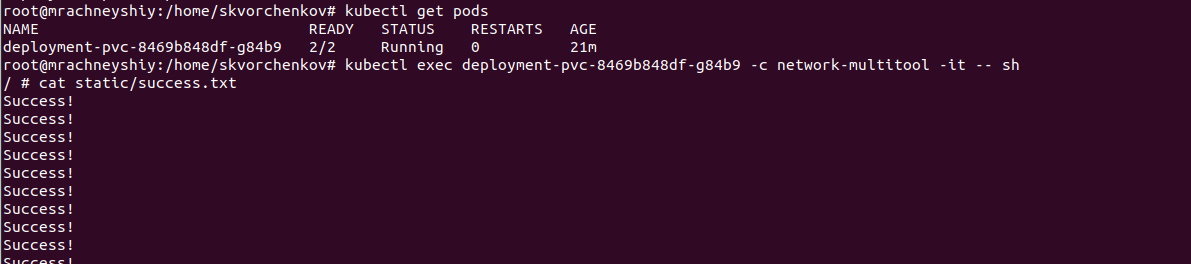 root@mrachneyshiy:/home/skvorchenkov# kubectl get pods
NAME                              READY   STATUS    RESTARTS   AGE
deployment-pvc-8469b848df-g84b9   2/2     Running   0          21m
root@mrachneyshiy:/home/skvorchenkov# kubectl exec deployment-pvc-8469b848df-g84b9 -c network-multitool -it -- sh
/ # cat static/success.txt
Success!
Success!
Success!
Success!
Success!
Success!
Success!
Success!
Success!
Success!